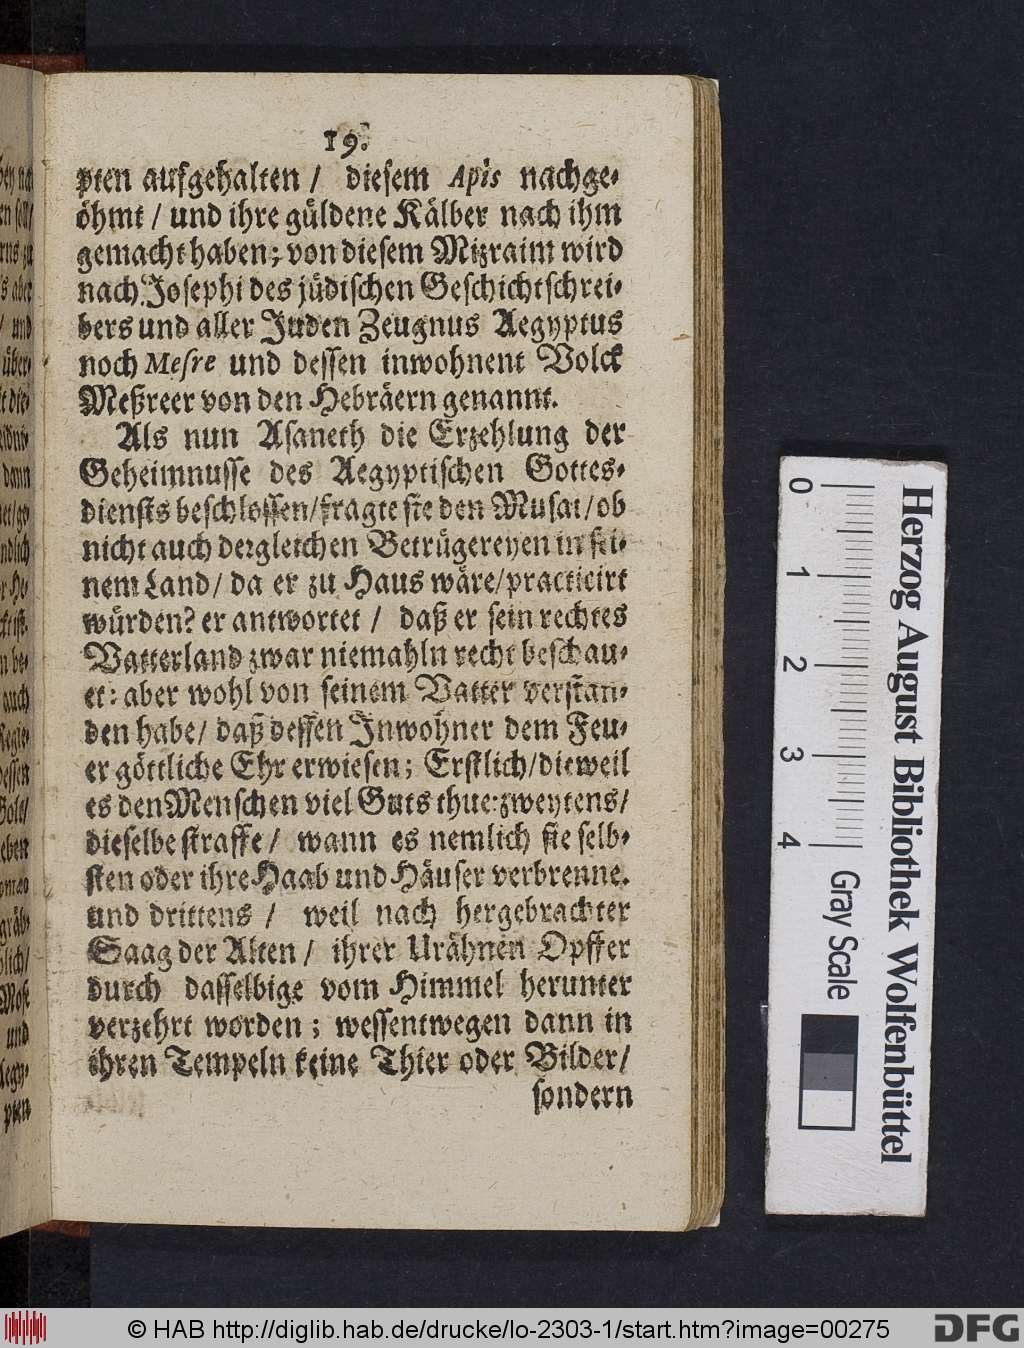 19.
pten aufgehalten / diesem Apis nachge-
öhmt / und ihre güldene Kälber nach ihm
gemacht haben; von diesem Mizraim wird
nach Josephi des jüdischen Geschichtschrei-
bers und aller Juden Zeugnus Aegyptus
noch Mesre und dessen inwohnent Volck
Meßreer von den Hebräern genannt.
Als nun Asaneth die Erzehlung der
Geheimnusse des Aegyptischen Gottes-
diensts beschlossen / fragte sie den Musai / ob
nicht auch dergleichen Betrügereyen in sei-
nem Land / da er zu Haus wäre / practicirt
würden? er antwortet / daß er sein rechtes
Vatterland zwar niemahln recht beschau-
et: aber wohl von seinem Vatter verstan-
den habe / daß dessen Inwohner dem Feu-
er göttliche Ehr erwiesen; Erstlich / dieweil
es den Menschen viel Guts thue: zweytens /
dieselbe straffe / wann es nemlich sie selb-
sten oder ihre Haab und Häuser verbrenne.
und drittens / weil nach hergebrachter
Saag der Alten / ihrer Urähnen Opffer
durch dasselbige vom Himmel herunter
verzehrt worden; wessentwegen dann in
ihren Tempeln keine Thier oder Bilder /
sondern
0 1 2 3 4
Gray Scale
Herzog August Bibliothek Wolfenbüttel
© HAB http://diglib.hab.de/drucke/lo-2303-1/start.htm?image=00275
DFG